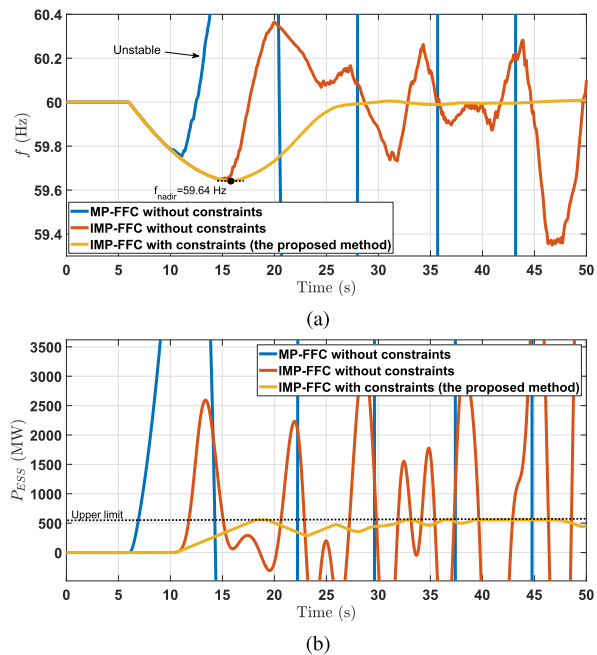 60.4
60.2
60
59.8
59.6
59.4
f (Hz)
Unstable
f_nadir=59.64 Hz
MP-FFC without constraints
IMP-FFC without constraints
IMP-FFC with constraints (the proposed method)
0 5 10 15 20 25 30 35 40 45 50
Time (s)
(a)
3500
3000
2500
2000
1500
1000
500
0
P_ESS (MW)
MP-FFC without constraints
IMP-FFC without constraints
IMP-FFC with constraints (the proposed method)
Upper limit
0 5 10 15 20 25 30 35 40 45 50
Time (s)
(b)